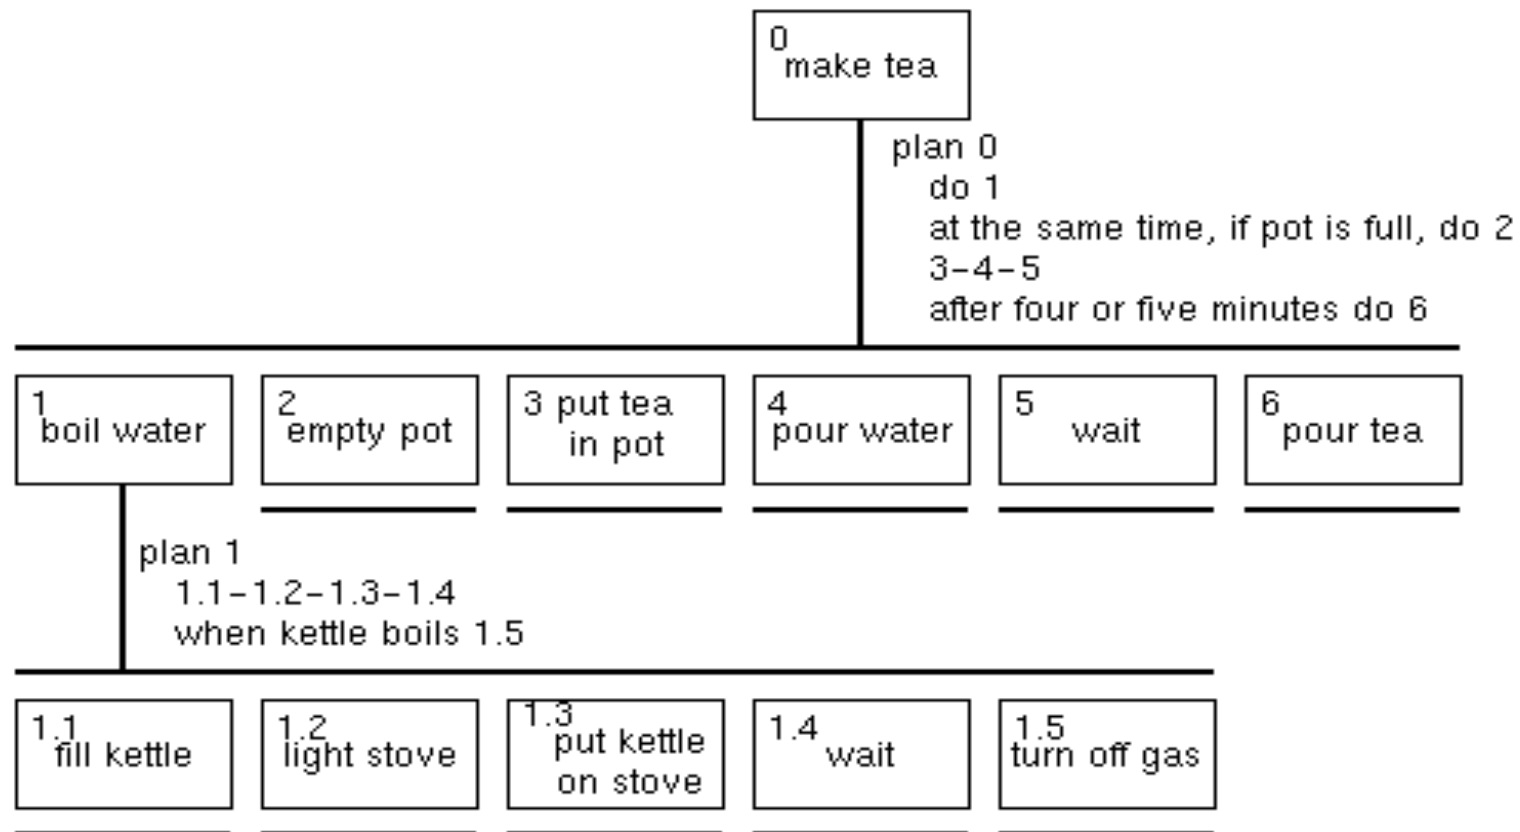 0
make tea
plan 0
do 1
at the same time, if pot is full, do 2
3-4-5
after four or five minutes do 6
1
boil water
2
empty pot
3 put tea
in pot
4
pour water
5
wait
6
pour tea
plan 1
1.1-1.2-1.3-1.4
when kettle boils 1.5
1.1
fill kettle
1.2
light stove
1.3
put kettle
on stove
1.4
wait
1.5
turn off gas